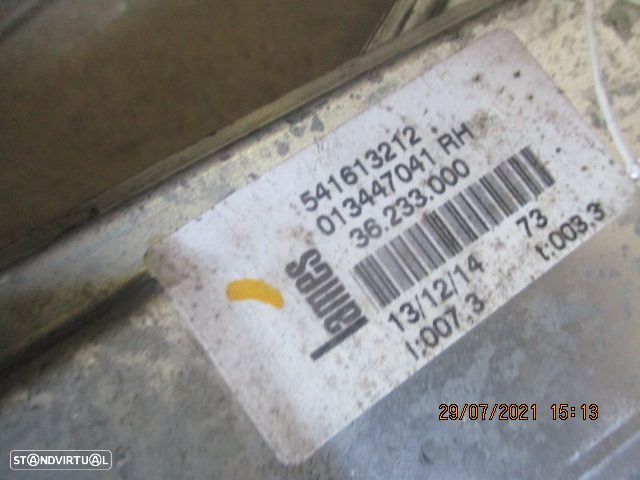 541613212
013447041 RH
36.233.000
lames
13/12/14 73
I:007.3 t:003.3
29/07/2021 15:13
STANDVIRTUAL